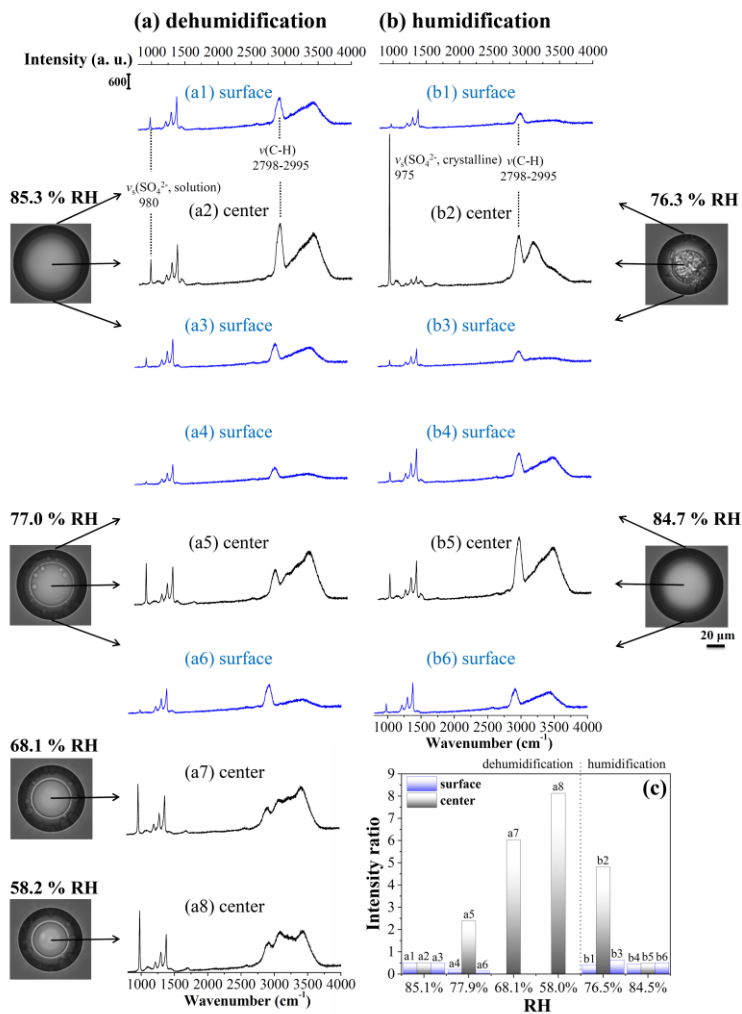 (a) dehumidification (b) humidification
1000 1500 2000 2500 3000 3500 4000 1000 1500 2000 2500 3000 3500 4000
Intensity (a. u.)
600
(a1) surface (b1) surface
νs(SO₄²⁻, solution)
980
ν(C-H)
2798-2995
νs(SO₄²⁻, crystalline)
975
ν(C-H)
2798-2995
85.3 % RH (a2) center (b2) center 76.3 % RH
(a3) surface (b3) surface
(a4) surface (b4) surface
77.0 % RH (a5) center (b5) center 84.7 % RH
20 μm
(a6) surface (b6) surface
1000 1500 2000 2500 3000 3500 4000
Wavenumber (cm⁻¹)
68.1 % RH (a7) center
58.2 % RH (a8) center
1000 1500 2000 2500 3000 3500 4000
Wavenumber (cm⁻¹)
dehumidification humidification
(c)
surface
center
Intensity ratio
9
8
7
6
5
4
3
2
1
0
a1 a2 a3 a4 a5 a6 a7 a8 b1 b2 b3 b4 b5 b6
85.1% 77.9% 68.1% 58.0% 76.5% 84.5%
RH